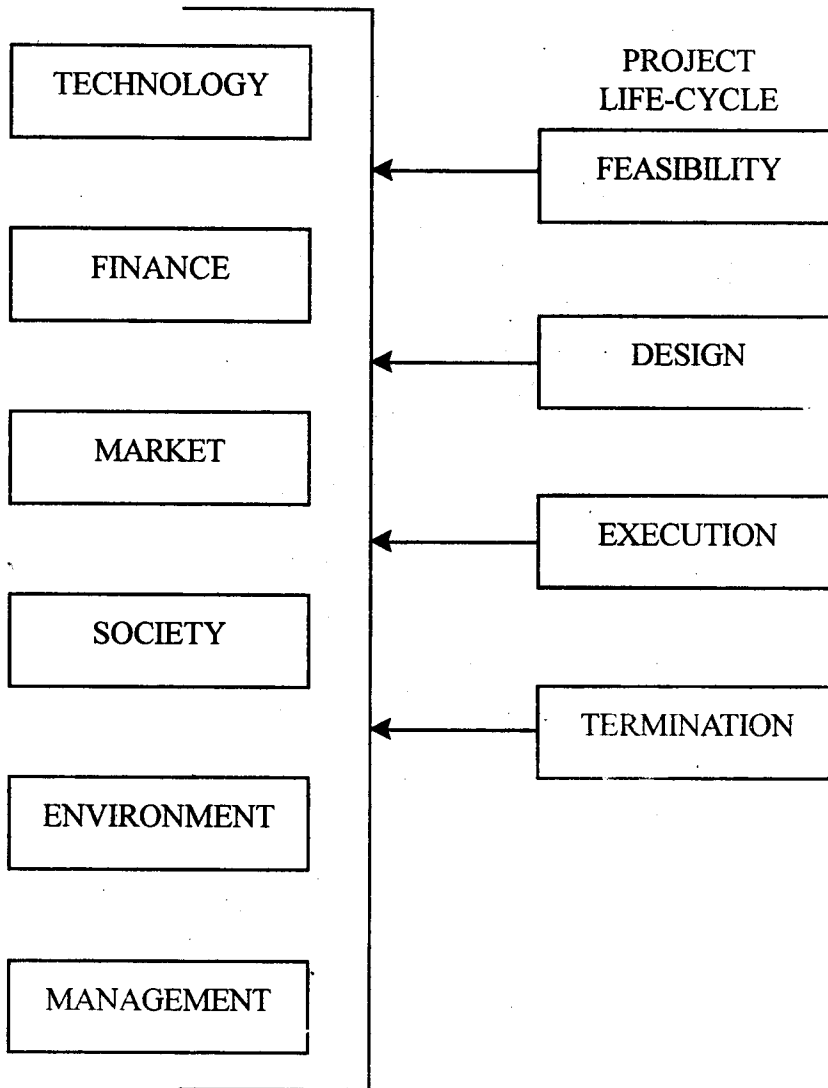 TECHNOLOGY
FINANCE
MARKET
SOCIETY
ENVIRONMENT
MANAGEMENT
PROJECT
LIFE-CYCLE
FEASIBILITY
DESIGN
EXECUTION
TERMINATION